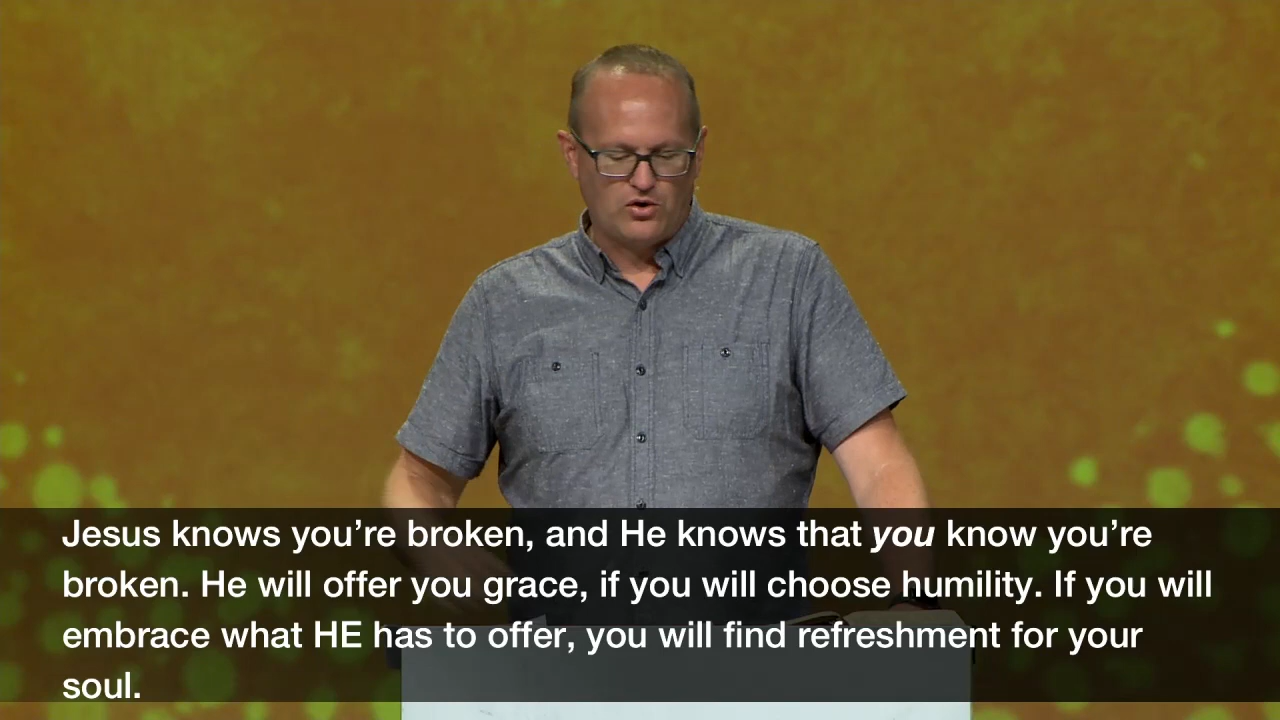 Jesus knows you’re broken, and He knows that you know you’re
broken. He will offer you grace, if you will choose humility. If you will
embrace what HE has to offer, you will find refreshment for your
soul.